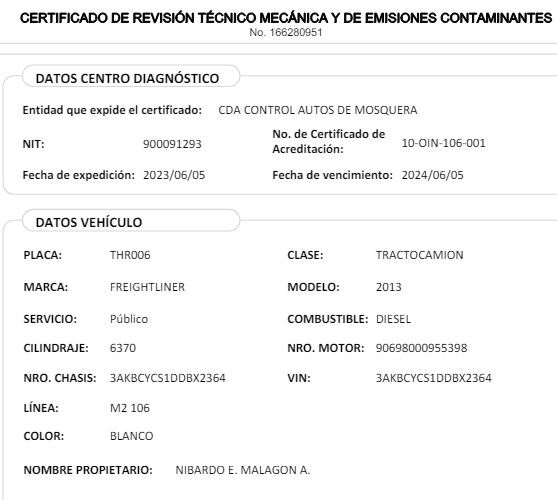 CERTIFICADO DE REVISIÓN TÉCNICO MECÁNICA Y DE EMISIONES CONTAMINANTES
No. 166280951
DATOS CENTRO DIAGNÓSTICO
Entidad que expide el certificado: CDA CONTROL AUTOS DE MOSQUERA
NIT: 900091293 No. de Certificado de Acreditación: 10-OIN-106-001
Fecha de expedición: 2023/06/05 Fecha de vencimiento: 2024/06/05
DATOS VEHÍCULO
PLACA: THR006 CLASE: TRACTOCAMION
MARCA: FREIGHTLINER MODELO: 2013
SERVICIO: Público COMBUSTIBLE: DIESEL
CILINDRAJE: 6370 NRO. MOTOR: 90698000955398
NRO. CHASIS: 3AKBCYCS1DDBX2364 VIN: 3AKBCYCS1DDBX2364
LÍNEA: M2 106
COLOR: BLANCO
NOMBRE PROPIETARIO: NIBARDO E. MALAGON A.